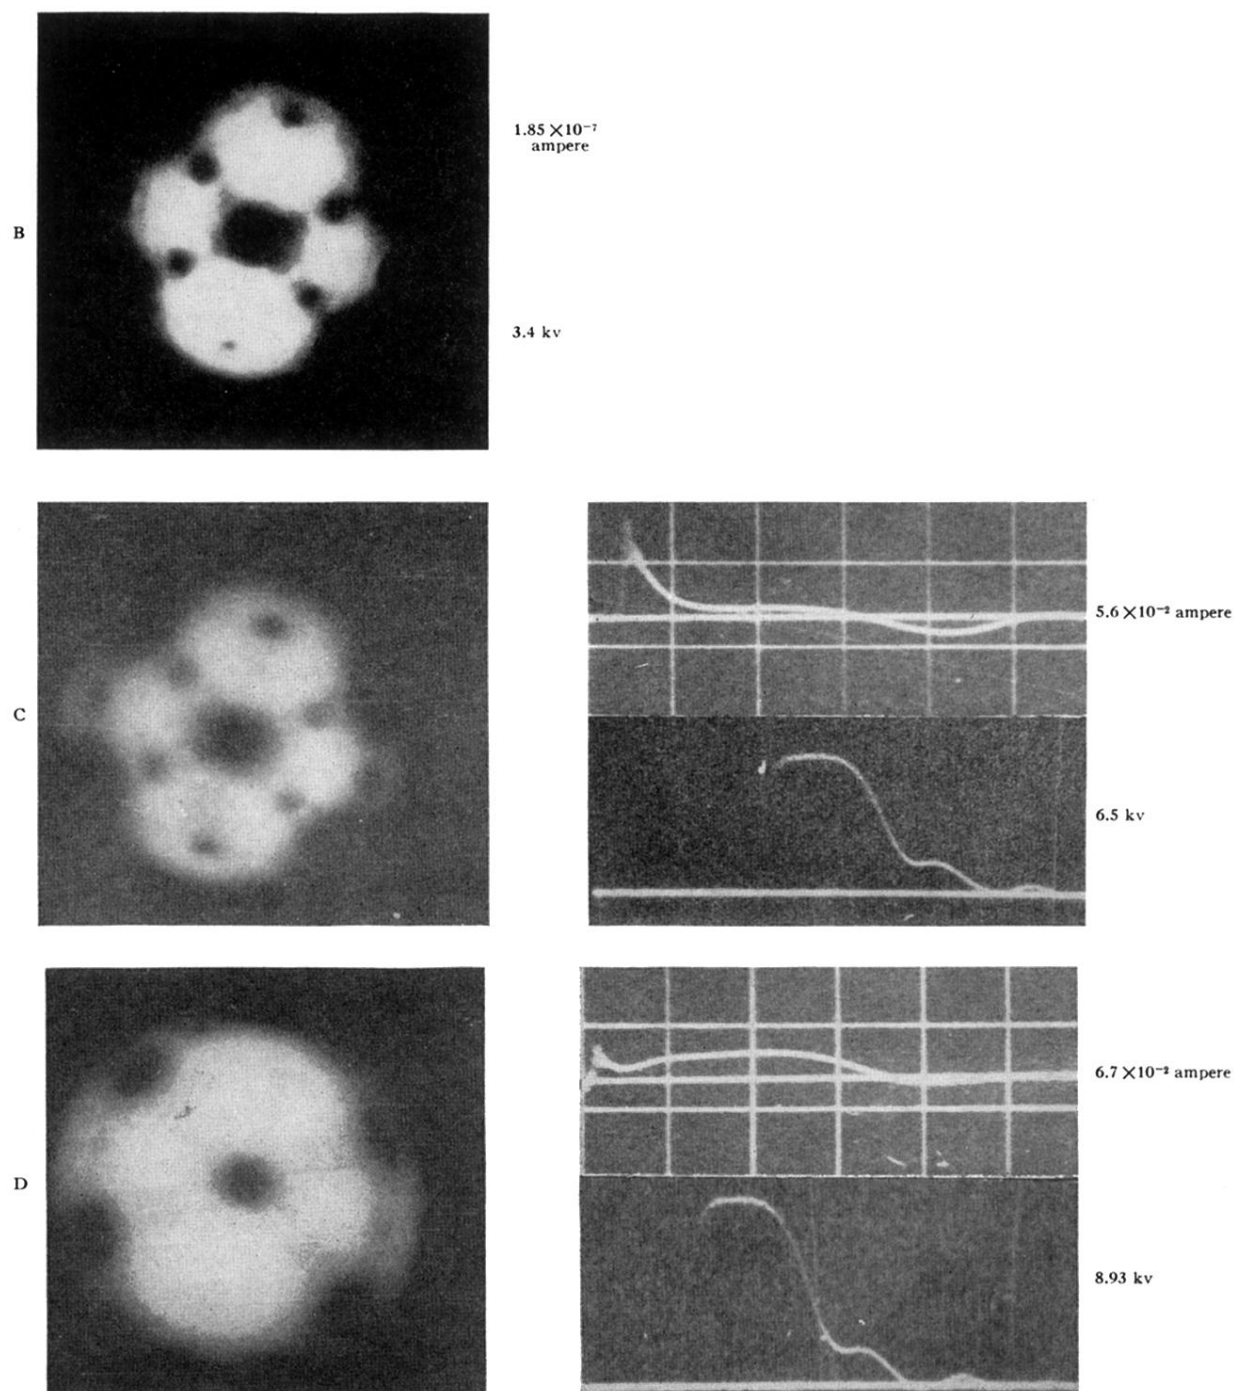 1.85 ×10⁻⁷
ampere
B
3.4 kv
C
5.6 ×10⁻² ampere
6.5 kv
D
6.7 ×10⁻² ampere
8.93 kv